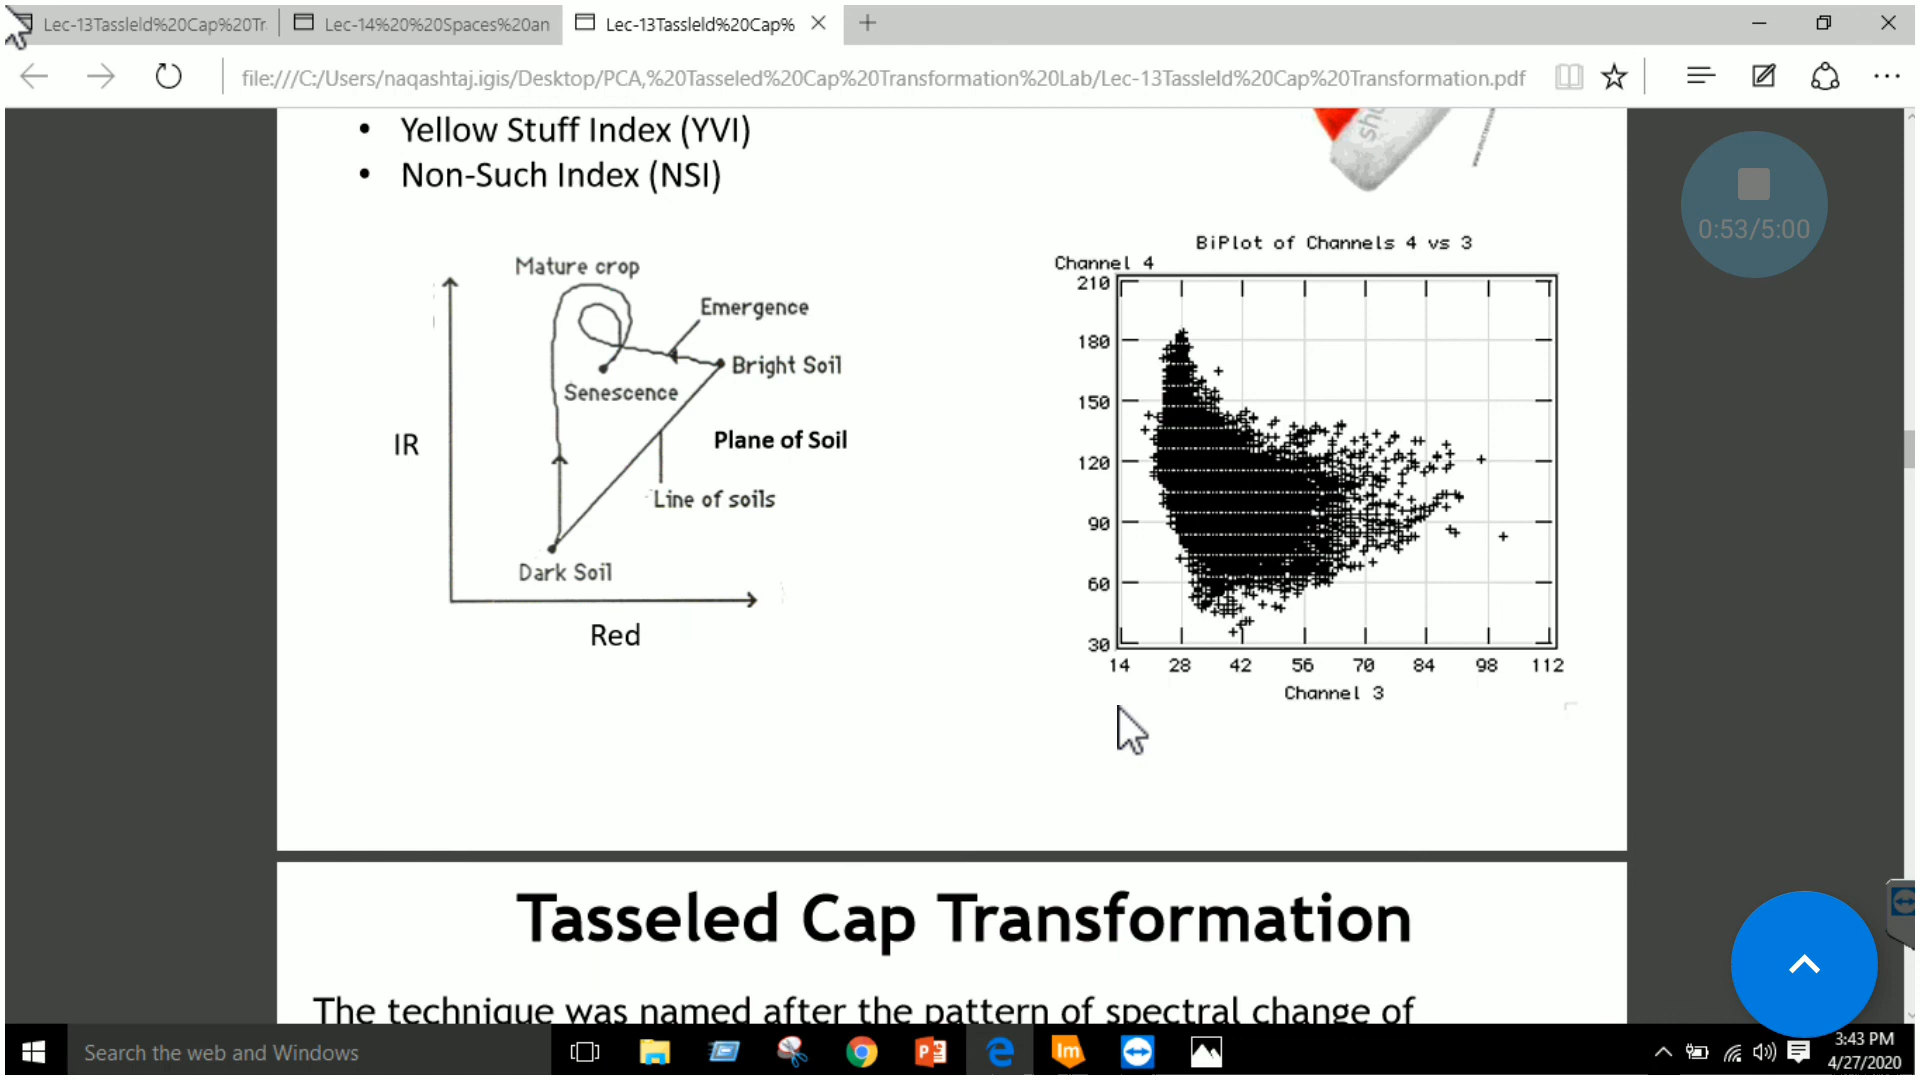 Lec-13Tassleld%20Cap%20Tr
Lec-14%20%20Spaces%20an
Lec-13Tassleld%20Cap%
file:///C:/Users/naqashtaj.igis/Desktop/PCA,%20Tasseled%20Cap%20Transformation%20Lab/Lec-13Tassleld%20Cap%20Transformation.pdf
• Yellow Stuff Index (YVI)
• Non-Such Index (NSI)
0:53/5:00
Mature crop
Emergence
Bright Soil
Senescence
IR
Plane of Soil
Line of soils
Dark Soil
Red
BiPlot of Channels 4 vs 3
Channel 4
210
180
150
120
90
60
30
14 28 42 56 70 84 98 112
Channel 3
Tasseled Cap Transformation
The technique was named after the pattern of spectral change of
Search the web and Windows
Im
3:43 PM
4/27/2020